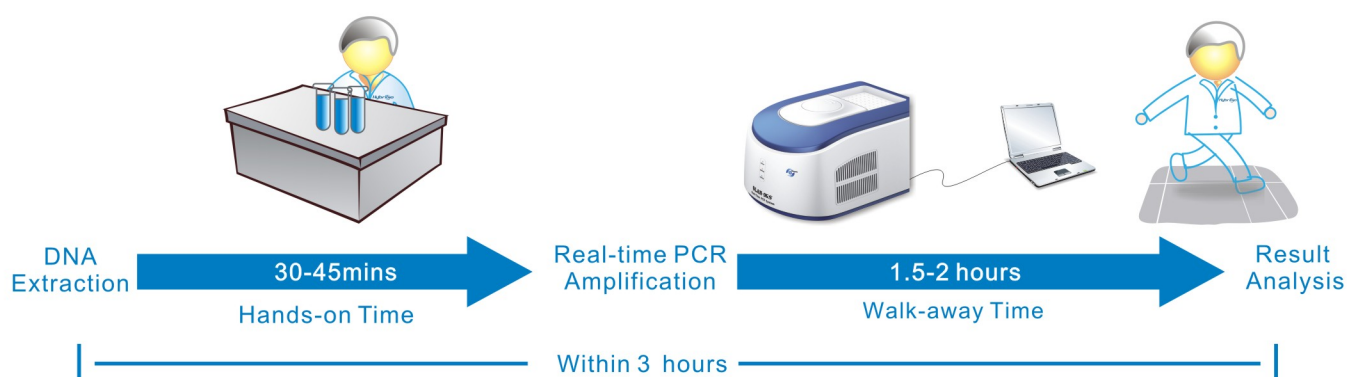 DNA
Extraction
30-45mins
Hands-on Time
Real-time PCR
Amplification
1.5-2 hours
Walk-away Time
Result
Analysis
Within 3 hours